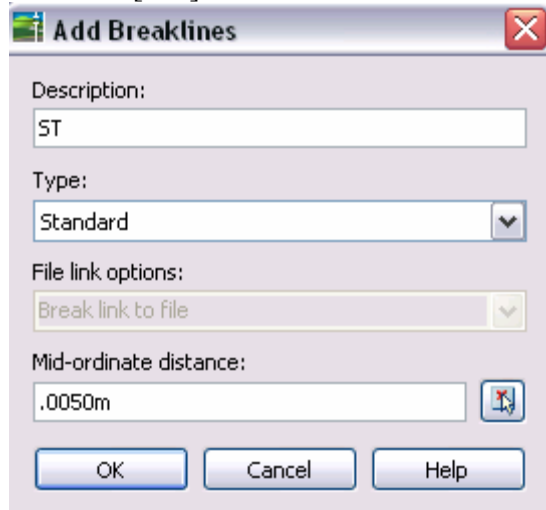 Add Breaklines
Description:
ST
Type:
Standard
File link options:
Break link to file
Mid-ordinate distance:
.0050m
OK Cancel Help